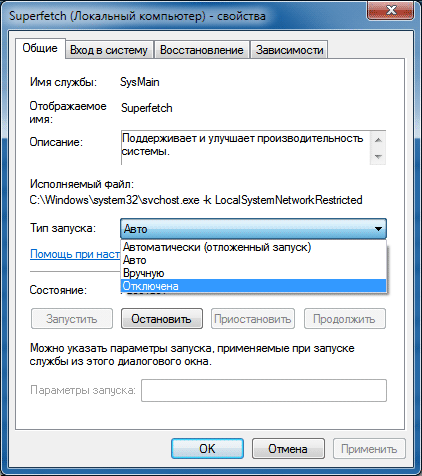 Superfetch (Локальный компьютер) - свойства
Общие Вход в систему Восстановление Зависимости
Имя службы: SysMain
Отображаемое имя: Superfetch
Описание: Поддерживает и улучшает производительность
системы.
Исполняемый файл:
C:\Windows\system32\svchost.exe -k LocalSystemNetworkRestricted
Тип запуска: Авто
Автоматически (отложенный запуск)
Помощь при наст Авто
Вручную
Отключена
Состояние:
Запустить Остановить Приостановить Продолжить
Можно указать параметры запуска, применяемые при запуске
службы из этого диалогового окна.
Параметры запуска:
OK Отмена Применить